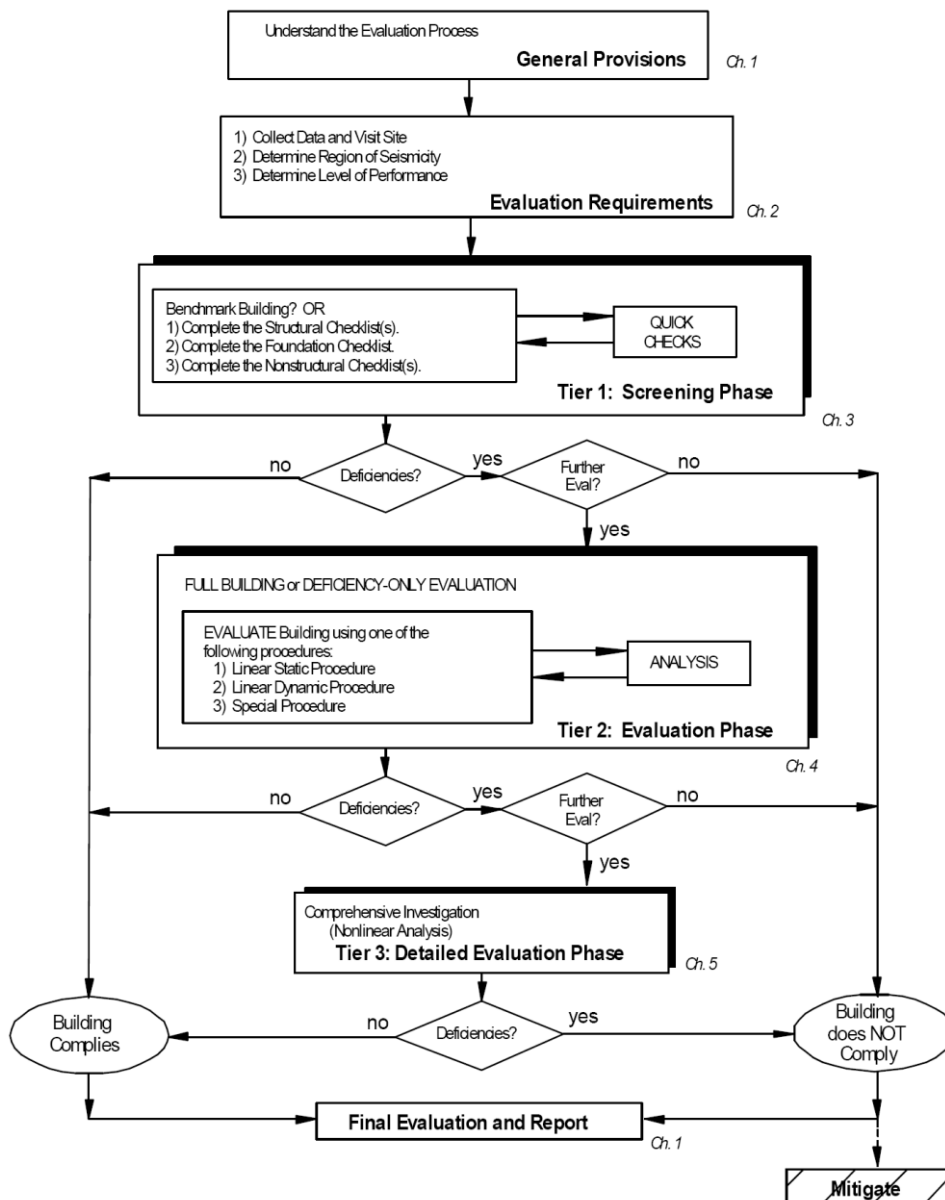 Understand the Evaluation Process
General Provisions
Ch. 1
1) Collect Data and Visit Site
2) Determine Region of Seismicity
3) Determine Level of Performance
Evaluation Requirements
Ch. 2
Benchmark Building? OR
1) Complete the Structural Checklist(s).
2) Complete the Foundation Checklist.
3) Complete the Nonstructural Checklist(s).
QUICK
CHECKS
Tier 1: Screening Phase
Ch. 3
no
Deficiencies?
yes
Further
Eval?
no
yes
FULL BUILDING or DEFICIENCY-ONLY EVALUATION
EVALUATE Building using one of the
following procedures:
1) Linear Static Procedure
2) Linear Dynamic Procedure
3) Special Procedure
ANALYSIS
Tier 2: Evaluation Phase
Ch. 4
no
Deficiencies?
yes
Further
Eval?
no
yes
Comprehensive Investigation
(Nonlinear Analysis)
Tier 3: Detailed Evaluation Phase
Ch. 5
Building
Complies
no
Deficiencies?
yes
Building
does NOT
Comply
Final Evaluation and Report
Ch. 1
Mitigate